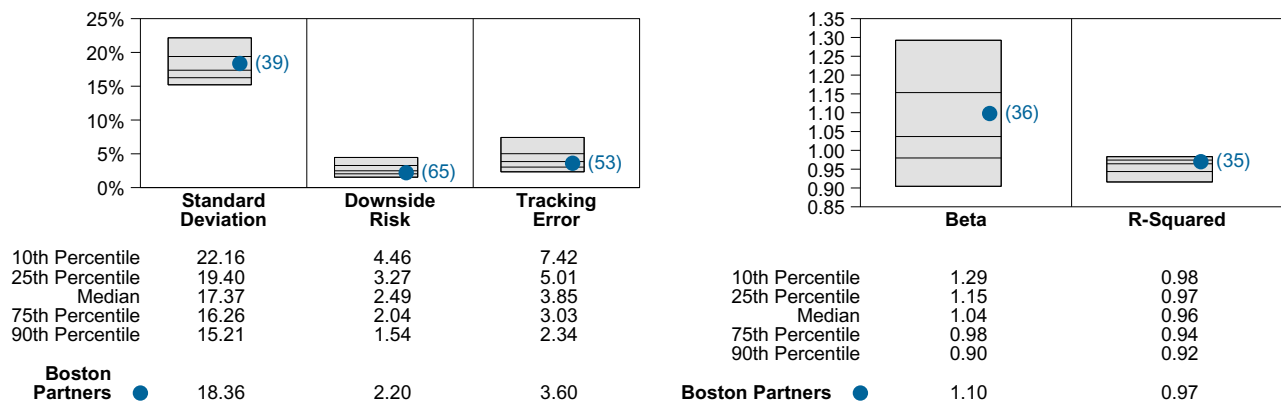 25%
20%
15%
10%
5%
0%
(39)
(65)
(53)
Standard Deviation
Downside Risk
Tracking Error
10th Percentile 22.16 4.46 7.42
25th Percentile 19.40 3.27 5.01
Median 17.37 2.49 3.85
75th Percentile 16.26 2.04 3.03
90th Percentile 15.21 1.54 2.34
Boston
Partners 18.36 2.20 3.60
1.35
1.30
1.25
1.20
1.15
1.10
1.05
1.00
0.95
0.90
0.85
(36)
(35)
Beta
R-Squared
10th Percentile 1.29 0.98
25th Percentile 1.15 0.97
Median 1.04 0.96
75th Percentile 0.98 0.94
90th Percentile 0.90 0.92
Boston Partners 1.10 0.97